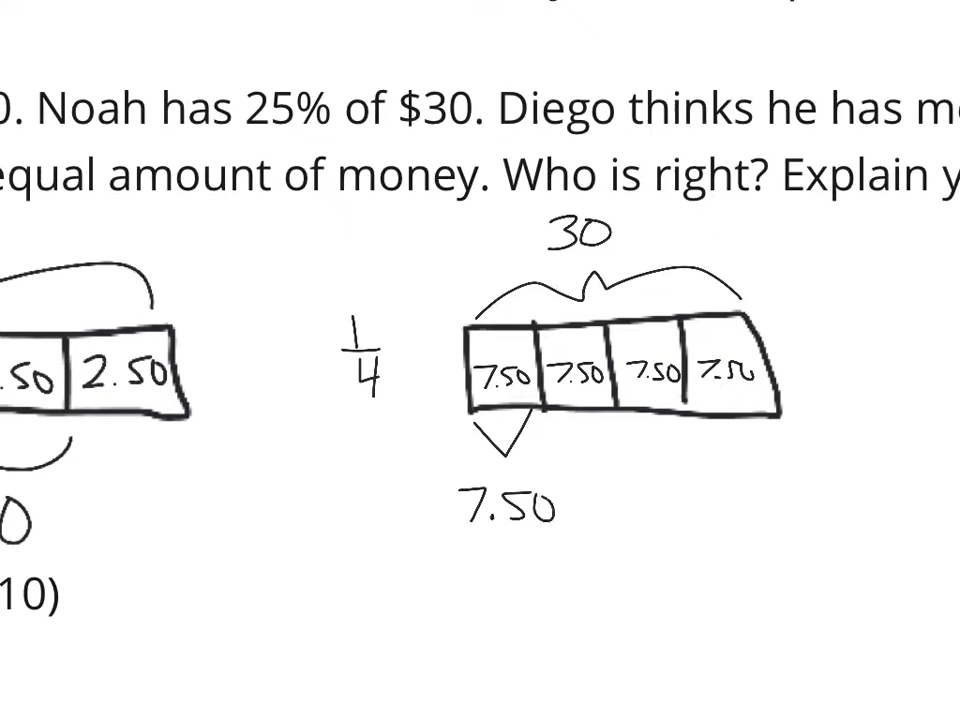 0. Noah has 25% of $30. Diego thinks he has m
equal amount of money. Who is right? Explain y
30
.50 2.50
1/4
7.50 7.50 7.50 7.50
0
7.50
10)